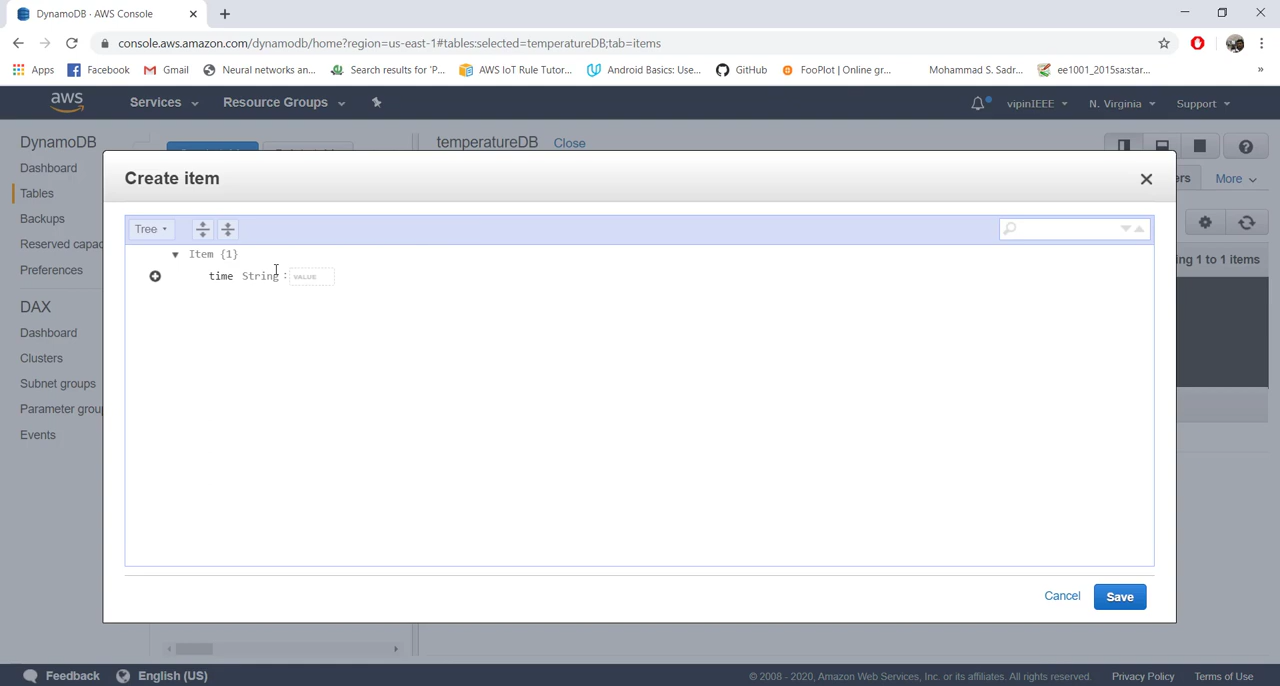 DynamoDB - AWS Console
console.aws.amazon.com/dynamodb/home?region=us-east-1#tables:selected=temperatureDB;tab=items
Apps Facebook Gmail Neural networks an... Search results for 'P... AWS IoT Rule Tutor... Android Basics: Use... GitHub FooPlot | Online gr... Mohammad S. Sadr... ee1001_2015sa:star... »
aws Services Resource Groups vipinIEEE N. Virginia Support
DynamoDB
Dashboard
Tables
Backups
Reserved capac
Preferences
DAX
Dashboard
Clusters
Subnet groups
Parameter group
Events
temperatureDB Close
ers More
ing 1 to 1 items
Create item
Tree
Item {1}
time String : VALUE
Cancel Save
Feedback English (US) © 2008 - 2020, Amazon Web Services, Inc. or its affiliates. All rights reserved. Privacy Policy Terms of Use